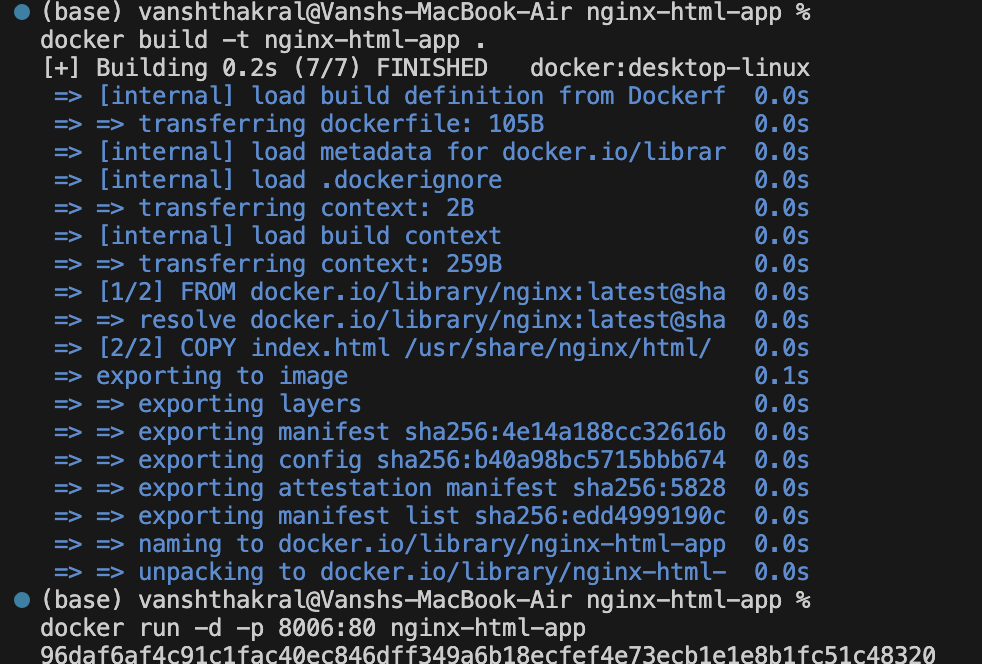 (base) vanshthakral@Vanshs-MacBook-Air nginx-html-app %
docker build -t nginx-html-app .
[+] Building 0.2s (7/7) FINISHED   docker:desktop-linux
 => [internal] load build definition from Dockerf  0.0s
 => => transferring dockerfile: 105B               0.0s
 => [internal] load metadata for docker.io/librar  0.0s
 => [internal] load .dockerignore                  0.0s
 => => transferring context: 2B                    0.0s
 => [internal] load build context                  0.0s
 => => transferring context: 259B                  0.0s
 => [1/2] FROM docker.io/library/nginx:latest@sha  0.0s
 => => resolve docker.io/library/nginx:latest@sha  0.0s
 => [2/2] COPY index.html /usr/share/nginx/html/   0.0s
 => exporting to image                             0.1s
 => => exporting layers                            0.0s
 => => exporting manifest sha256:4e14a188cc32616b  0.0s
 => => exporting config sha256:b40a98bc5715bbb674  0.0s
 => => exporting attestation manifest sha256:5828  0.0s
 => => exporting manifest list sha256:edd4999190c  0.0s
 => => naming to docker.io/library/nginx-html-app  0.0s
 => => unpacking to docker.io/library/nginx-html-  0.0s
(base) vanshthakral@Vanshs-MacBook-Air nginx-html-app %
docker run -d -p 8006:80 nginx-html-app
96daf6af4c91c1fac40ec846dff349a6b18ecfef4e73ecb1e1e8b1fc51c48320